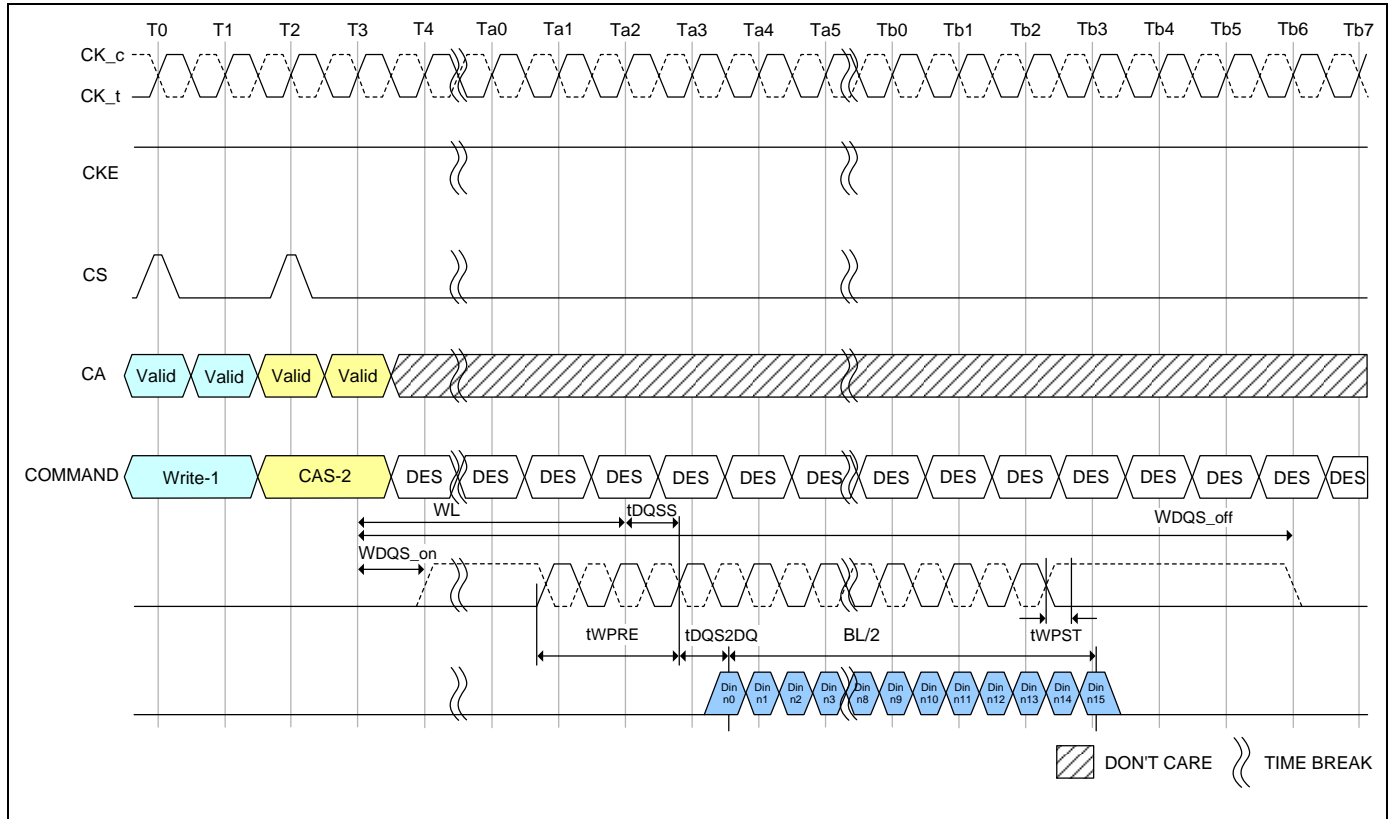 T0 T1 T2 T3 T4 Ta0 Ta1 Ta2 Ta3 Ta4 Ta5 Tb0 Tb1 Tb2 Tb3 Tb4 Tb5 Tb6 Tb7
CK_c
CK_t
CKE
CS
CA Valid Valid Valid Valid
COMMAND Write-1 CAS-2 DES DES DES DES DES DES DES DES DES DES DES DES DES DES DES
WL tDQSS WDQS_off
WDQS_on
tWPRE tDQS2DQ BL/2 tWPST
Din Din Din Din Din Din Din Din Din Din Din Din
n0 n1 n2 n3 n8 n9 n10 n11 n12 n13 n14 n15
DON'T CARE TIME BREAK